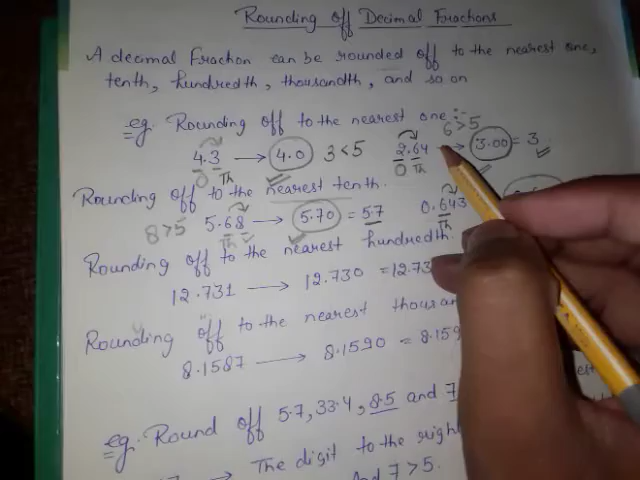 Rounding off Decimal Fractions
A decimal fraction can be rounded off to the nearest one,
tenth, hundredth, thousandth, and so on
eg. Rounding off to the nearest one :-
6 > 5
4.3 → 4.0 3 < 5 2.64 → 3.00 = 3
O Th O Th
Rounding off to the nearest tenth.
8 > 5 5.68 → 5.70 = 5.7 0.643
Th Th
Rounding off to the nearest hundredth.
12.731 → 12.730 = 12.73
Rounding off to the nearest
8.1587 → 8.1590 = 8.159
eg. Round off 5.7, 33.4, 8.5 and 7
→ The digit to the right
And 7 > 5.